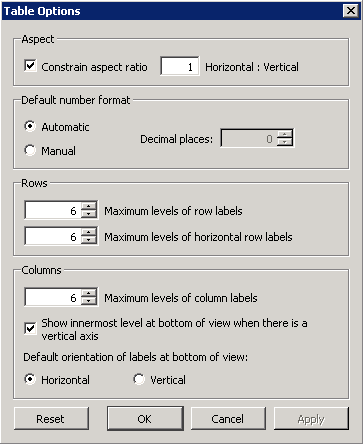 Table Options
Aspect
Constrain aspect ratio 1 Horizontal : Vertical
Default number format
Automatic
Manual
Decimal places: 0
Rows
6 Maximum levels of row labels
6 Maximum levels of horizontal row labels
Columns
6 Maximum levels of column labels
Show innermost level at bottom of view when there is a
vertical axis
Default orientation of labels at bottom of view:
Horizontal Vertical
Reset OK Cancel Apply